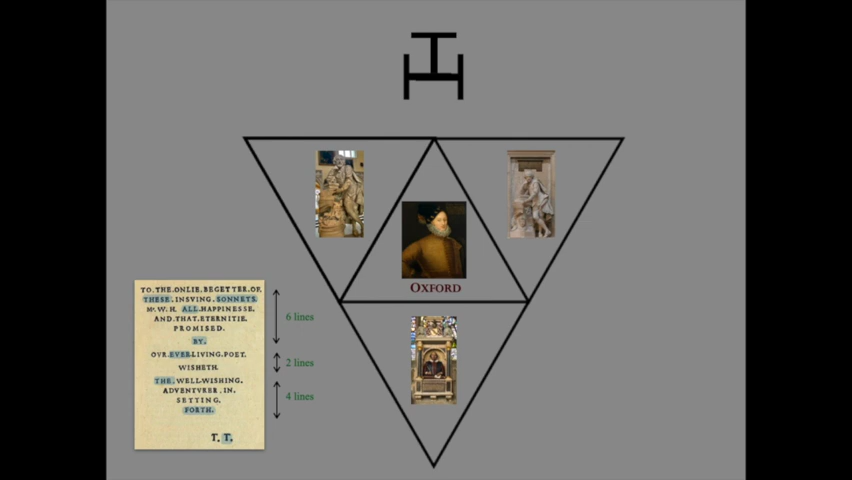 OXFORD
TO.THE.ONLIE.BEGETTER.OF.
THESE.INSVING.SONNETS.
Mr.W.H. ALL.HAPPINESSE.
AND.THAT.ETERNITIE.
PROMISED.
BY.
OVR.EVER-LIVING.POET.
WISHETH.
THE.WELL-WISHING.
ADVENTVRER.IN.
SETTING.
FORTH.
T. T.
6 lines
2 lines
4 lines